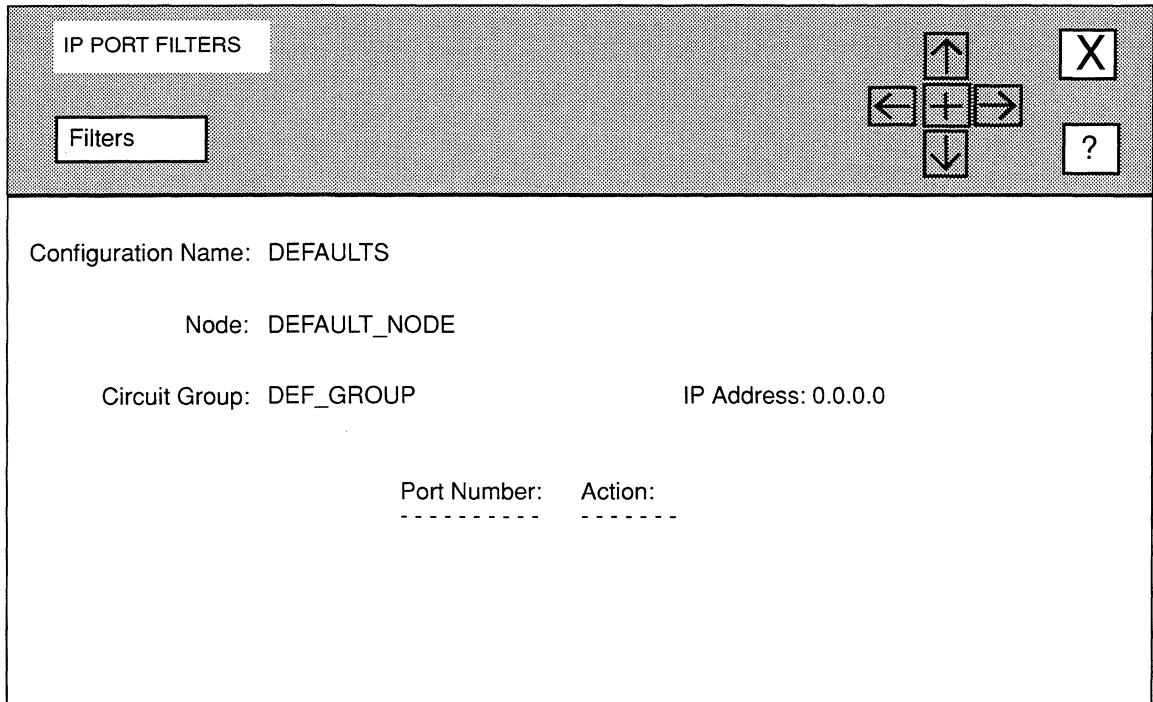 IP PORT FILTERS
X
Filters
?
Configuration Name: DEFAULTS
Node: DEFAULT_NODE
Circuit Group: DEF_GROUP IP Address: 0.0.0.0
Port Number: Action:
- - - - - - - - - - - - - - - - -